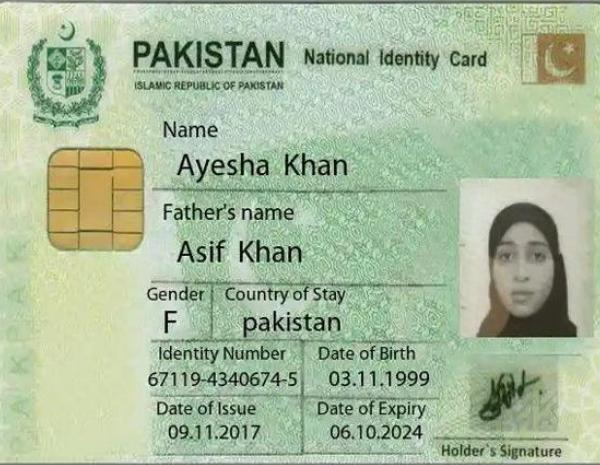 PAKISTAN National Identity Card
ISLAMIC REPUBLIC OF PAKISTAN
Name
Ayesha Khan
Father's name
Asif Khan
Gender Country of Stay
F pakistan
Identity Number Date of Birth
67119-4340674-5 03.11.1999
Date of Issue Date of Expiry
09.11.2017 06.10.2024
Holder`s Signature